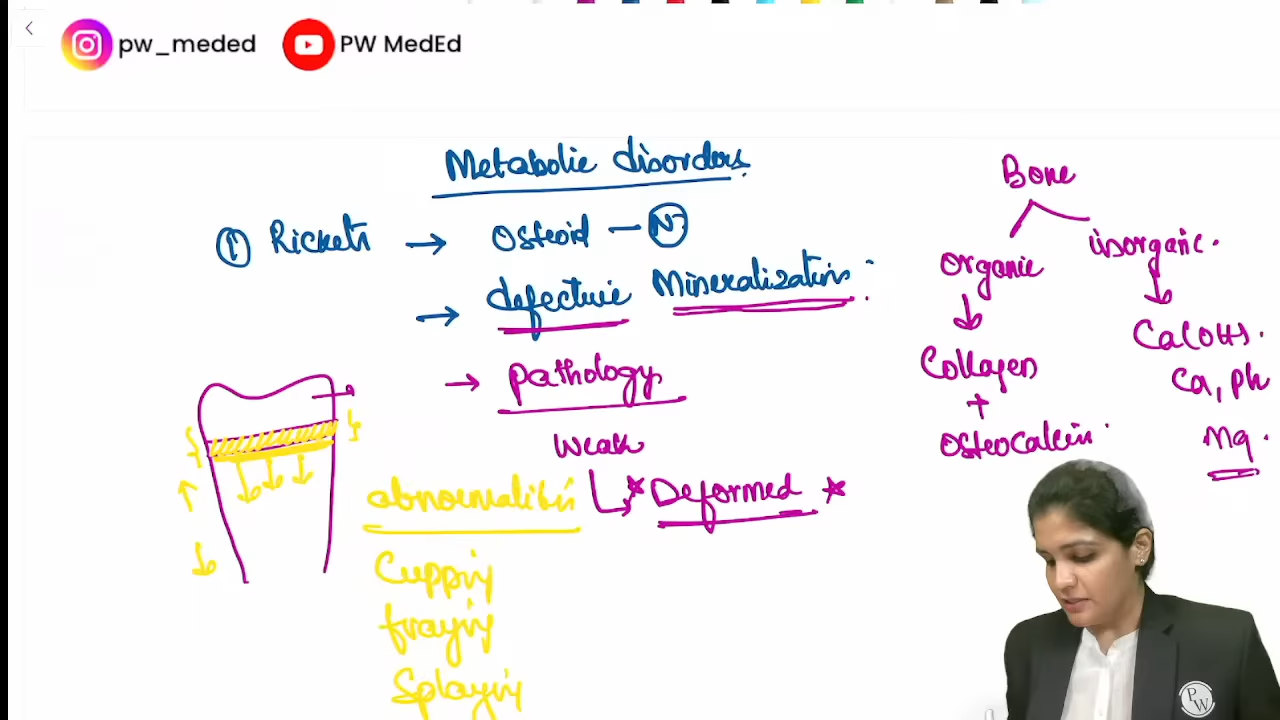 pw_meded PW MedEd
Metabolic disorders
① Rickets → Osteoid — N
→ defective Mineralization
→ pathology
Weak
* Deformed *
abnormalities
Cupping
fraying
Splaying
Bone
Organic inorganic
Collagen
+
Osteocalcin
Ca(OH)
Ca, Ph
Mg
PW